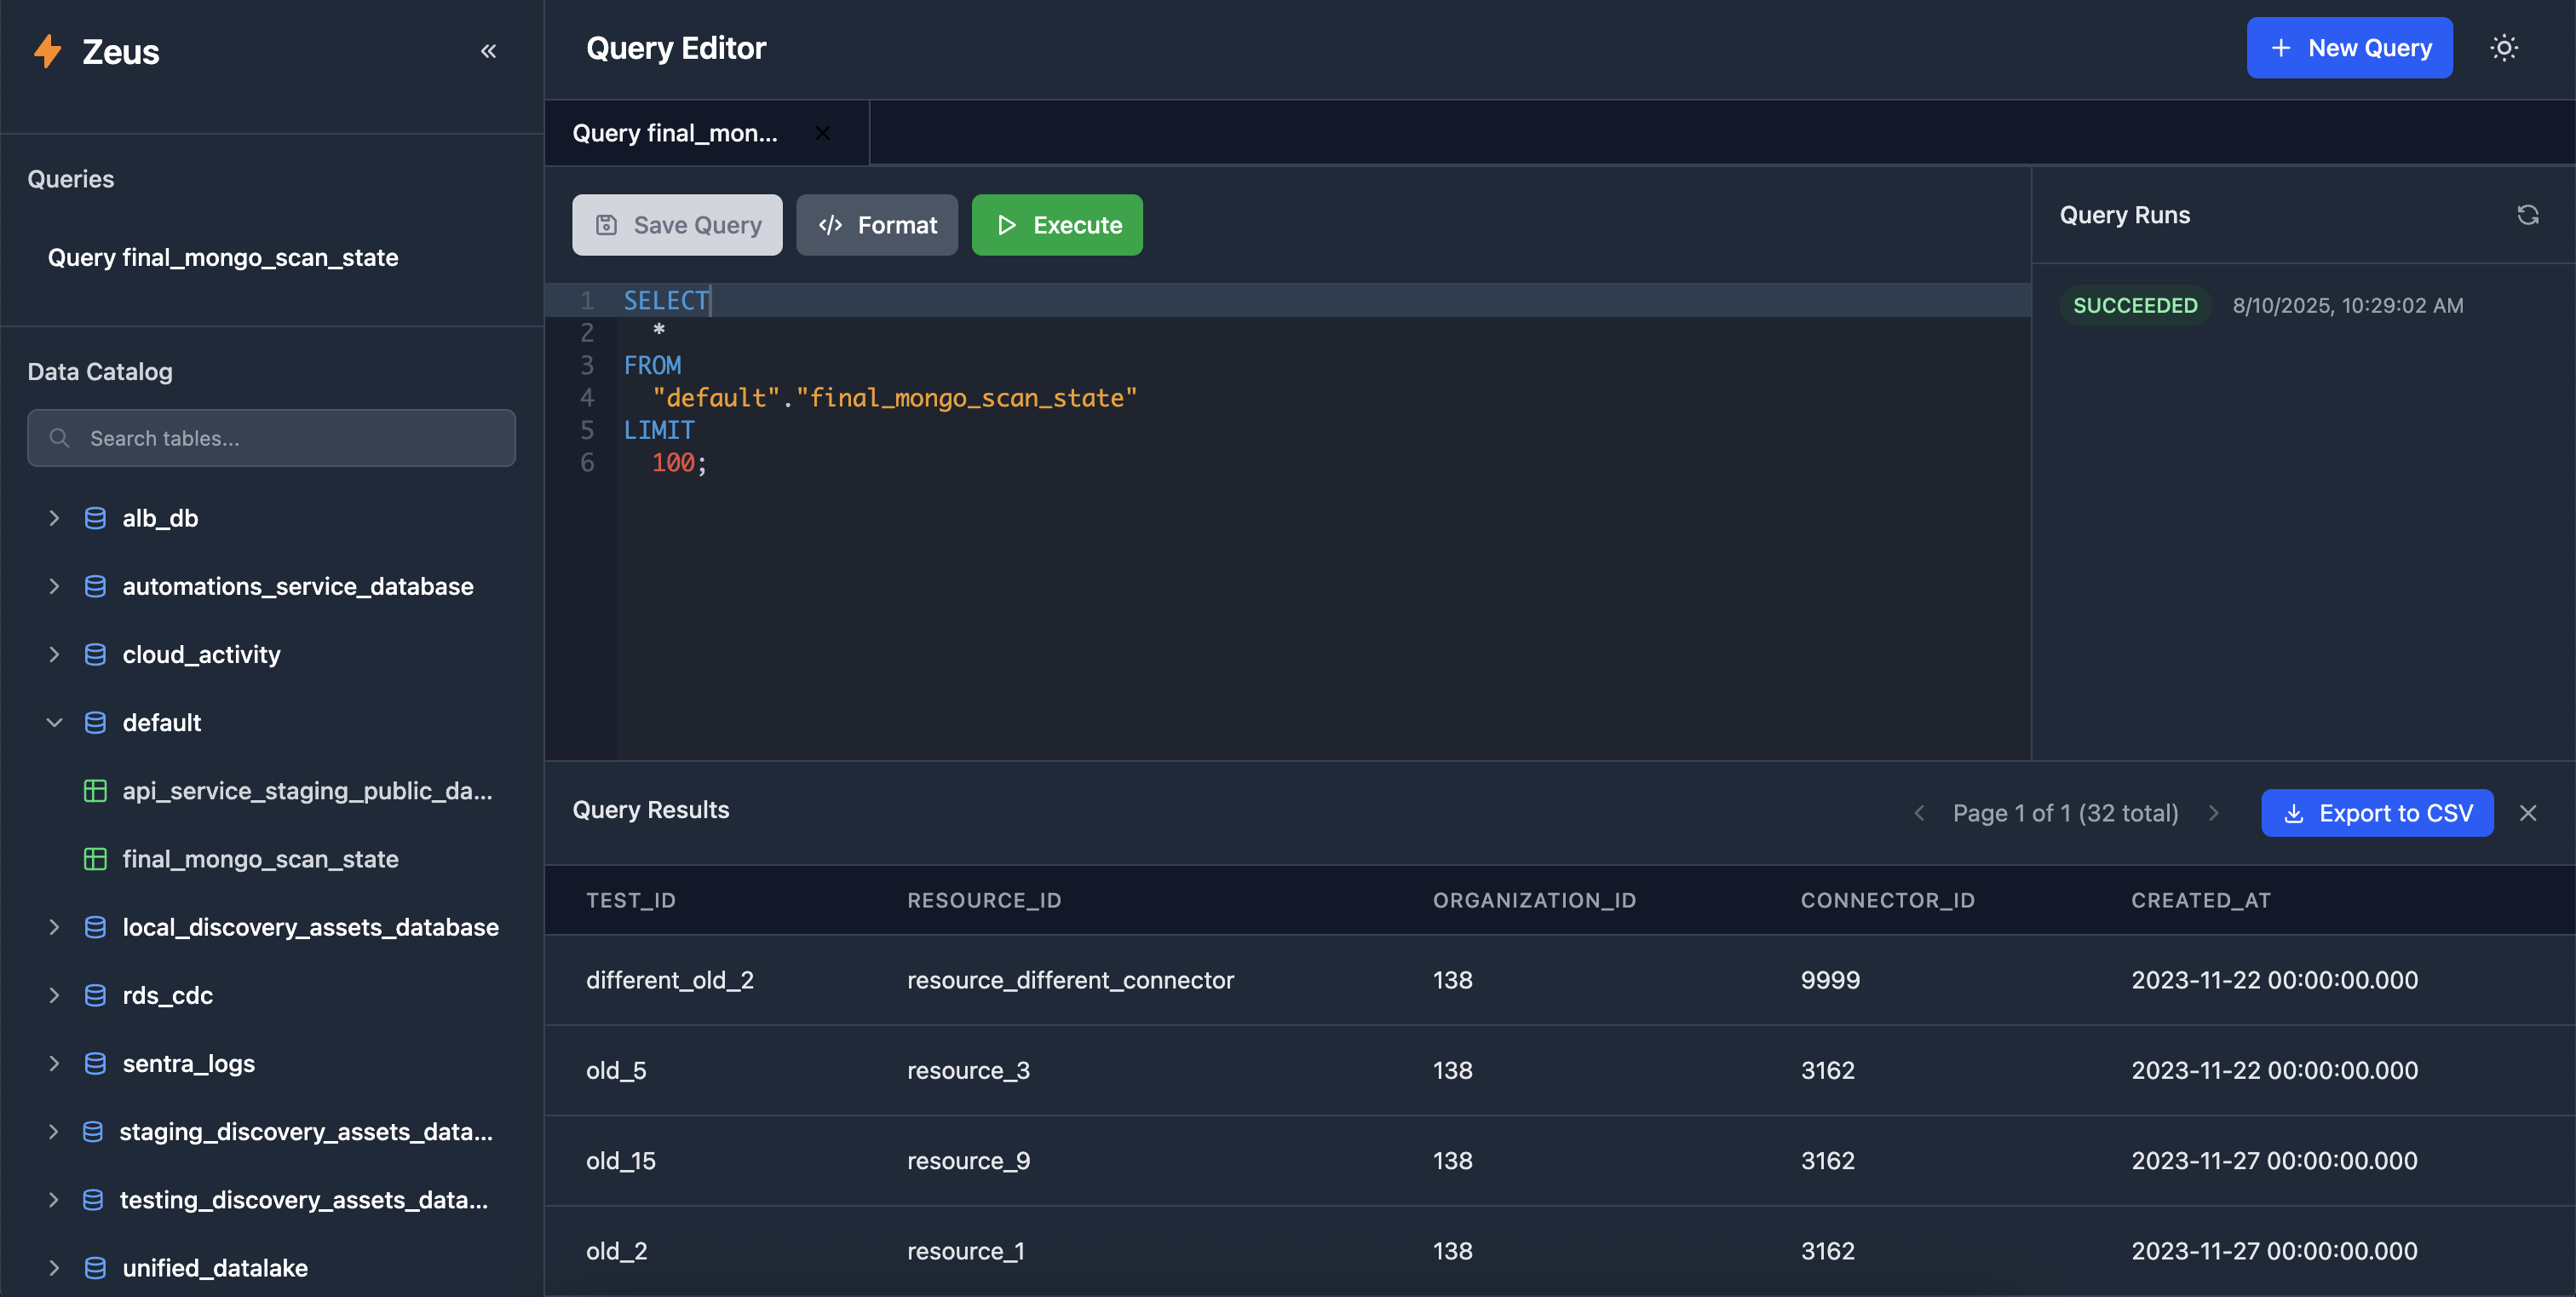 Zeus
Queries
Query final_mongo_scan_state
Data Catalog
Search tables...
alb_db
automations_service_database
cloud_activity
default
api_service_staging_public_da...
final_mongo_scan_state
local_discovery_assets_database
rds_cdc
sentra_logs
staging_discovery_assets_data...
testing_discovery_assets_data...
unified_datalake
Query Editor
New Query
Query final_mon...
Save Query
Format
Execute
1 SELECT
2 *
3 FROM
4 "default"."final_mongo_scan_state"
5 LIMIT
6 100;
Query Runs
SUCCEEDED 8/10/2025, 10:29:02 AM
Query Results
Page 1 of 1 (32 total)
Export to CSV
TEST_ID RESOURCE_ID ORGANIZATION_ID CONNECTOR_ID CREATED_AT
different_old_2 resource_different_connector 138 9999 2023-11-22 00:00:00.000
old_5 resource_3 138 3162 2023-11-22 00:00:00.000
old_15 resource_9 138 3162 2023-11-27 00:00:00.000
old_2 resource_1 138 3162 2023-11-27 00:00:00.000